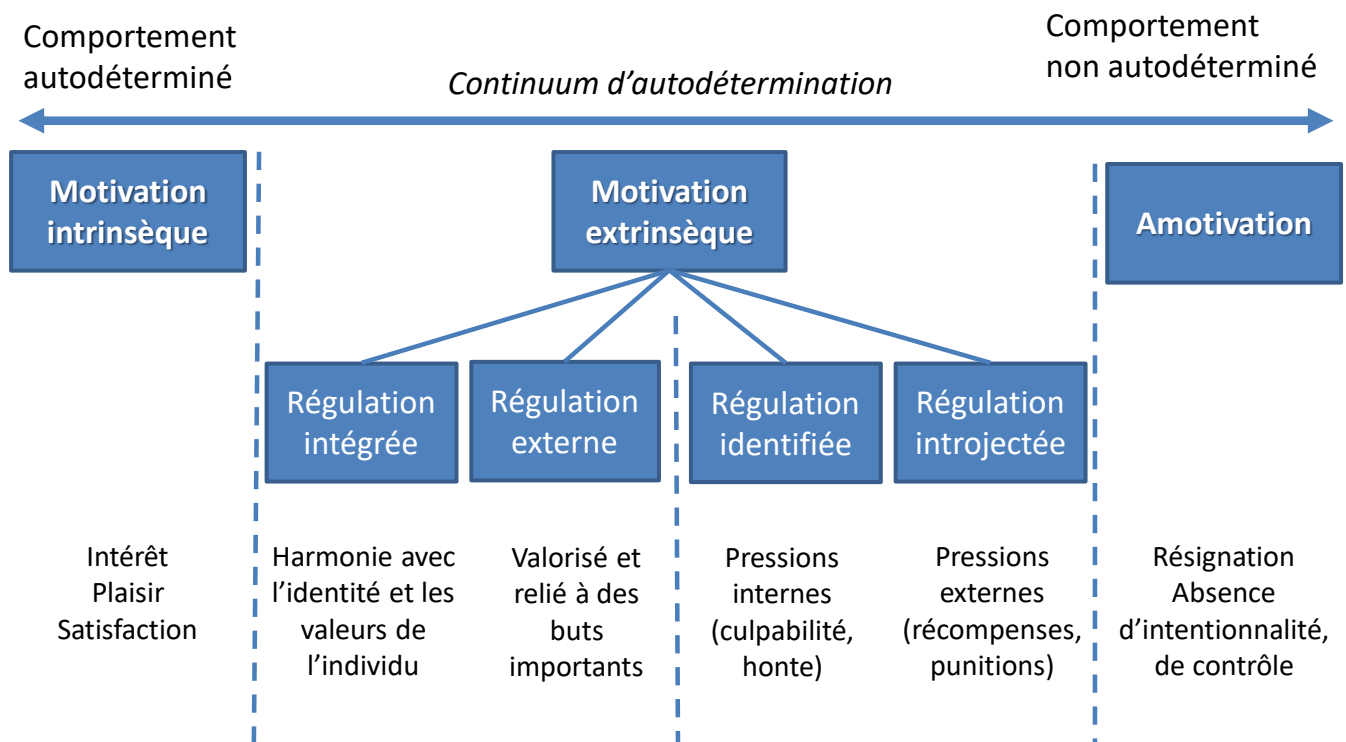 Comportement
autodéterminé
Comportement
non autodéterminé
Continuum d'autodétermination
Motivation
intrinsèque
Motivation
extrinsèque
Amotivation
Régulation
intégrée
Régulation
externe
Régulation
identifiée
Régulation
introjectée
Intérêt
Plaisir
Satisfaction
Harmonie avec
l'identité et les
valeurs de
l'individu
Valorisé et
relié à des
buts
importants
Pressions
internes
(culpabilité,
honte)
Pressions
externes
(récompenses,
punitions)
Résignation
Absence
d'intentionnalité,
de contrôle